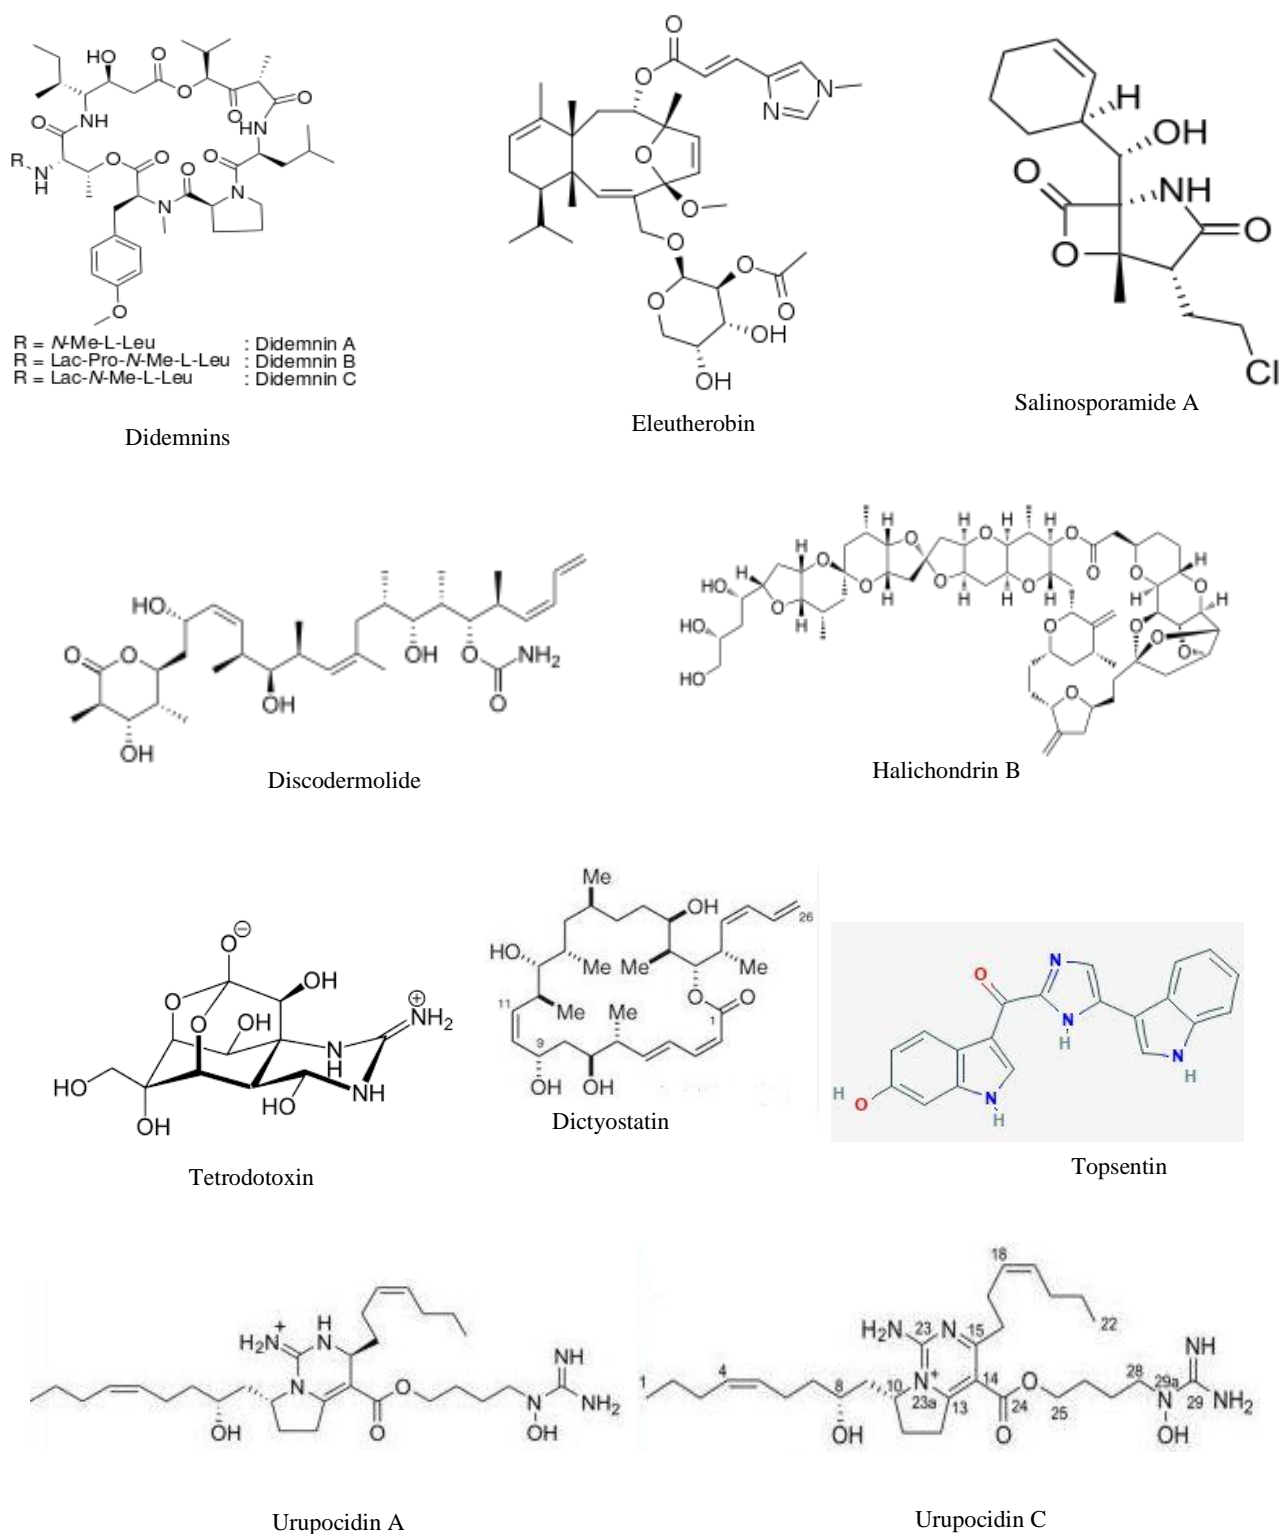 HO
O
O
O
O
O
NH
HN
O
R
N
H
O
O
O
O
N
N
O
R = N-Me-L-Leu : Didemnin A
R = Lac-Pro-N-Me-L-Leu : Didemnin B
R = Lac-N-Me-L-Leu : Didemnin C
Didemnins
O
O
N
N
O
O
O
O
O
O
OH
OH
Eleutherobin
H
OH
O
NH
O
O
Cl
Salinosporamide A
HO
O
O
OH
OH
OH
O
NH2
O
Discodermolide
H
H
H
H
H
O
O
O
O
O
O
O
H
HO
H
H
H
H
H
H
HO
HO
O
O
O
H
O
O
H
H
O
O
O
O
O
Halichondrin B
O⊖
OH
O
O
OH
⊕
NH2
N
H
NH
HO
HO
OH
Tetrodotoxin
Me
OH
26
HO
Me
Me
Me
11
Me
Me
O
O
1
9
OH
OH
Dictyostatin
O
N
N
H
N
H
H
O
N
H
Topsentin
H2N
+
H
N
N
O
O
OH
NH
N
NH2
OH
Urupocidin A
18
22
H2N
23
N
15
1
4
8
10
N
+
23a
14
13
24
O
O
25
28
29a
N
29
NH
NH2
OH
OH
Urupocidin C